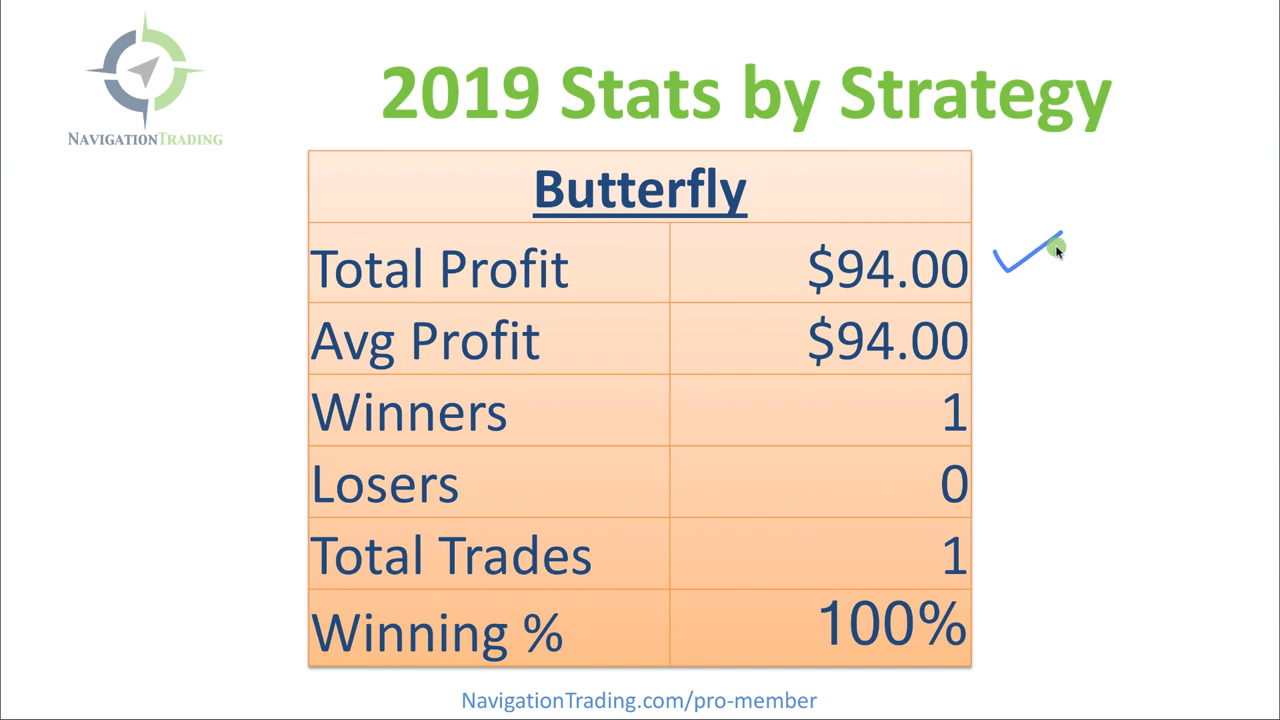 NAVIGATIONTRADING
2019 Stats by Strategy
Butterfly
Total Profit $94.00
Avg Profit $94.00
Winners 1
Losers 0
Total Trades 1
Winning % 100%
NavigationTrading.com/pro-member